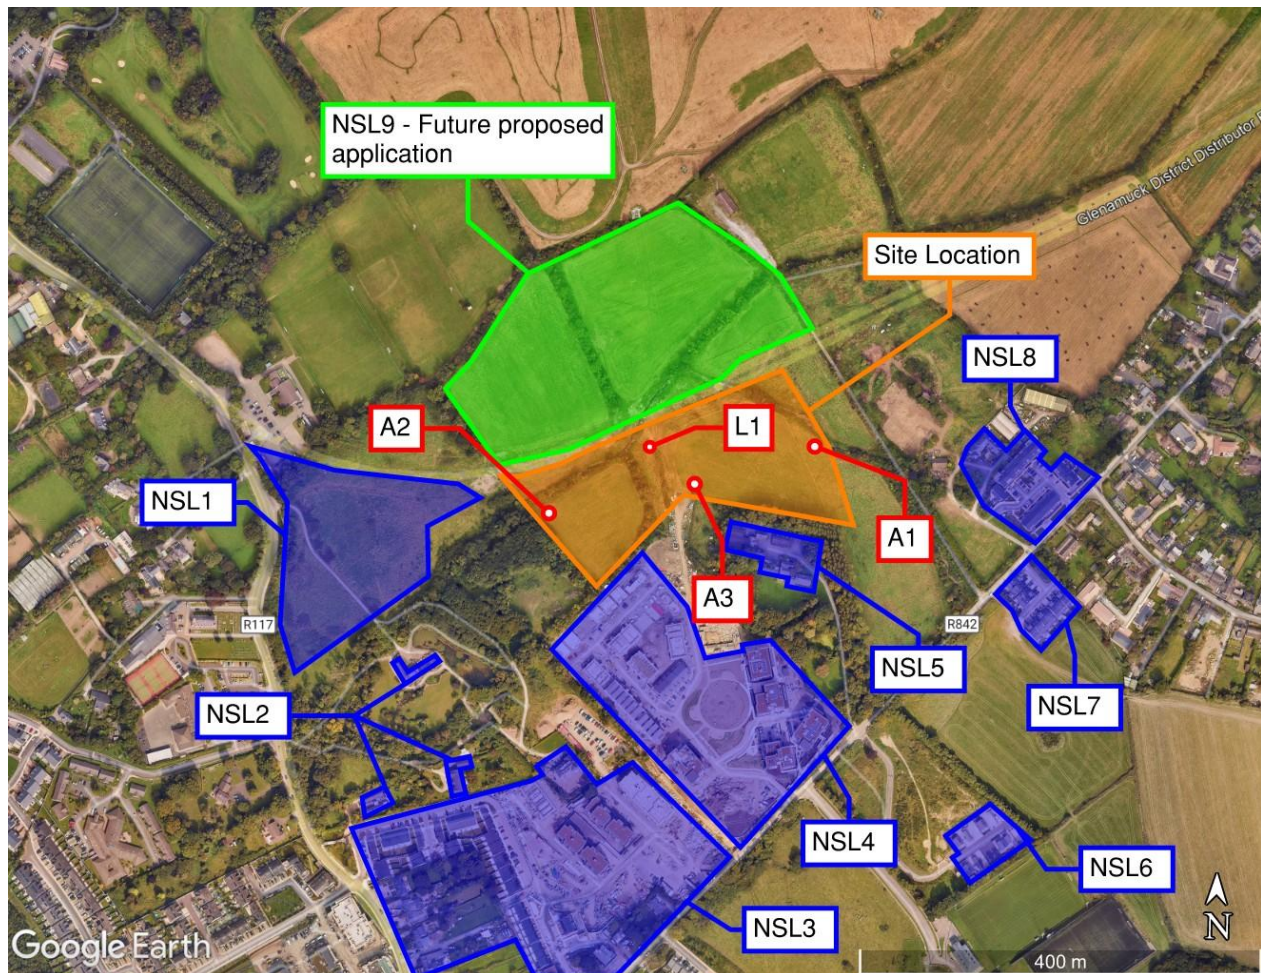 NSL9 - Future proposed
application
Glenamuck District Distributor
Site Location
NSL8
A2
L1
NSL1
A1
A3
R117
R842
NSL5
NSL2
NSL7
NSL4
NSL6
NSL3
N
Google Earth
400 m